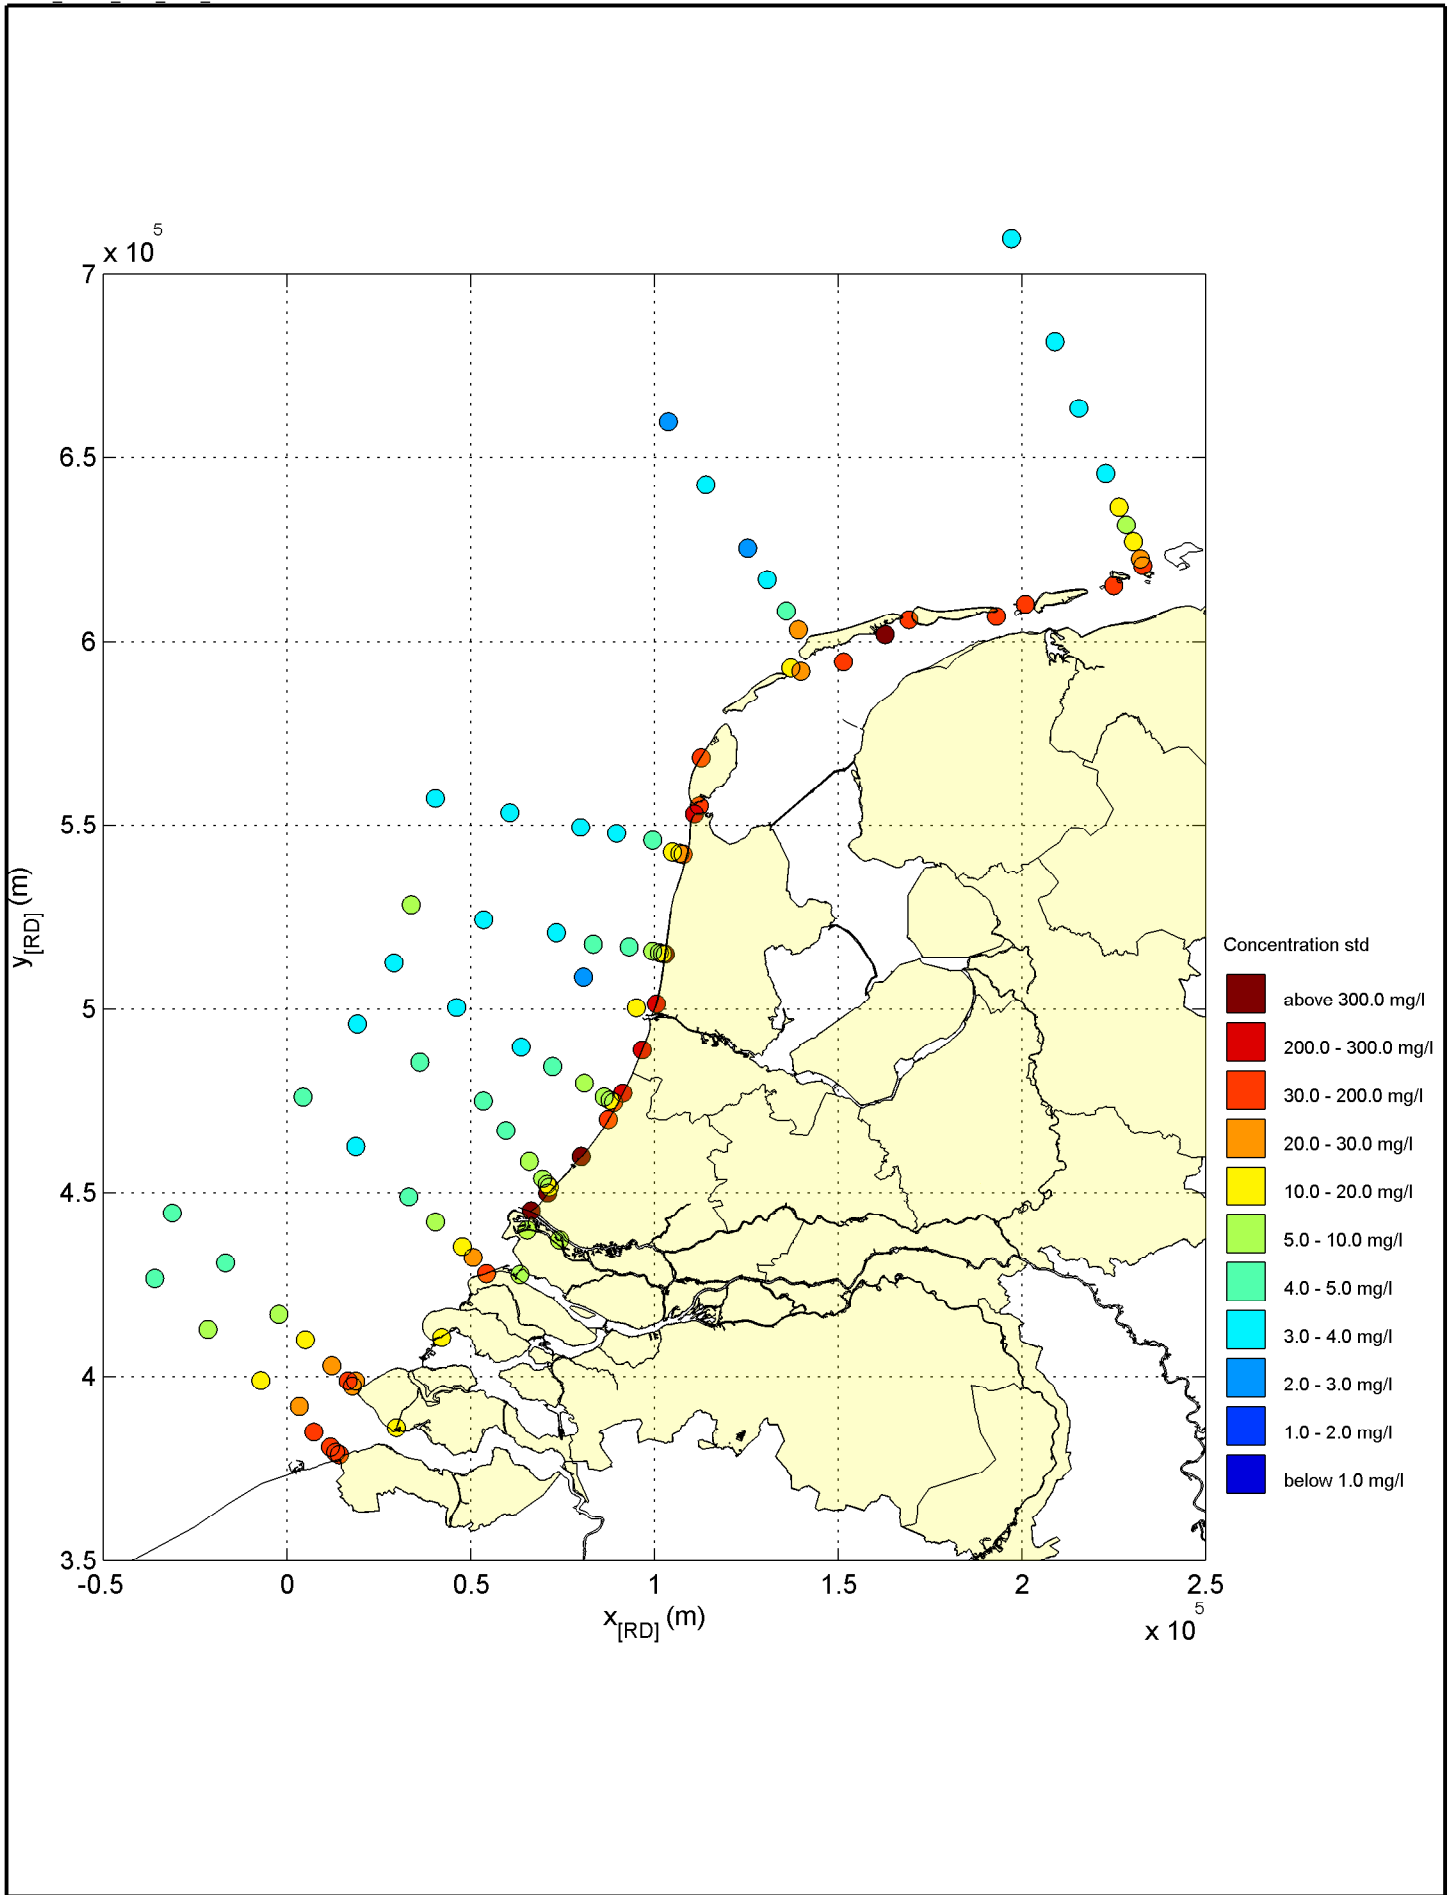 x 10 5
7
6.5
6
5.5
5
4.5
4
3.5
y[RD] (m)
-0.5 0 0.5 1 1.5 2 2.5
x[RD] (m)
x 10 5
Concentration std
above 300.0 mg/l
200.0 - 300.0 mg/l
30.0 - 200.0 mg/l
20.0 - 30.0 mg/l
10.0 - 20.0 mg/l
5.0 - 10.0 mg/l
4.0 - 5.0 mg/l
3.0 - 4.0 mg/l
2.0 - 3.0 mg/l
1.0 - 2.0 mg/l
below 1.0 mg/l